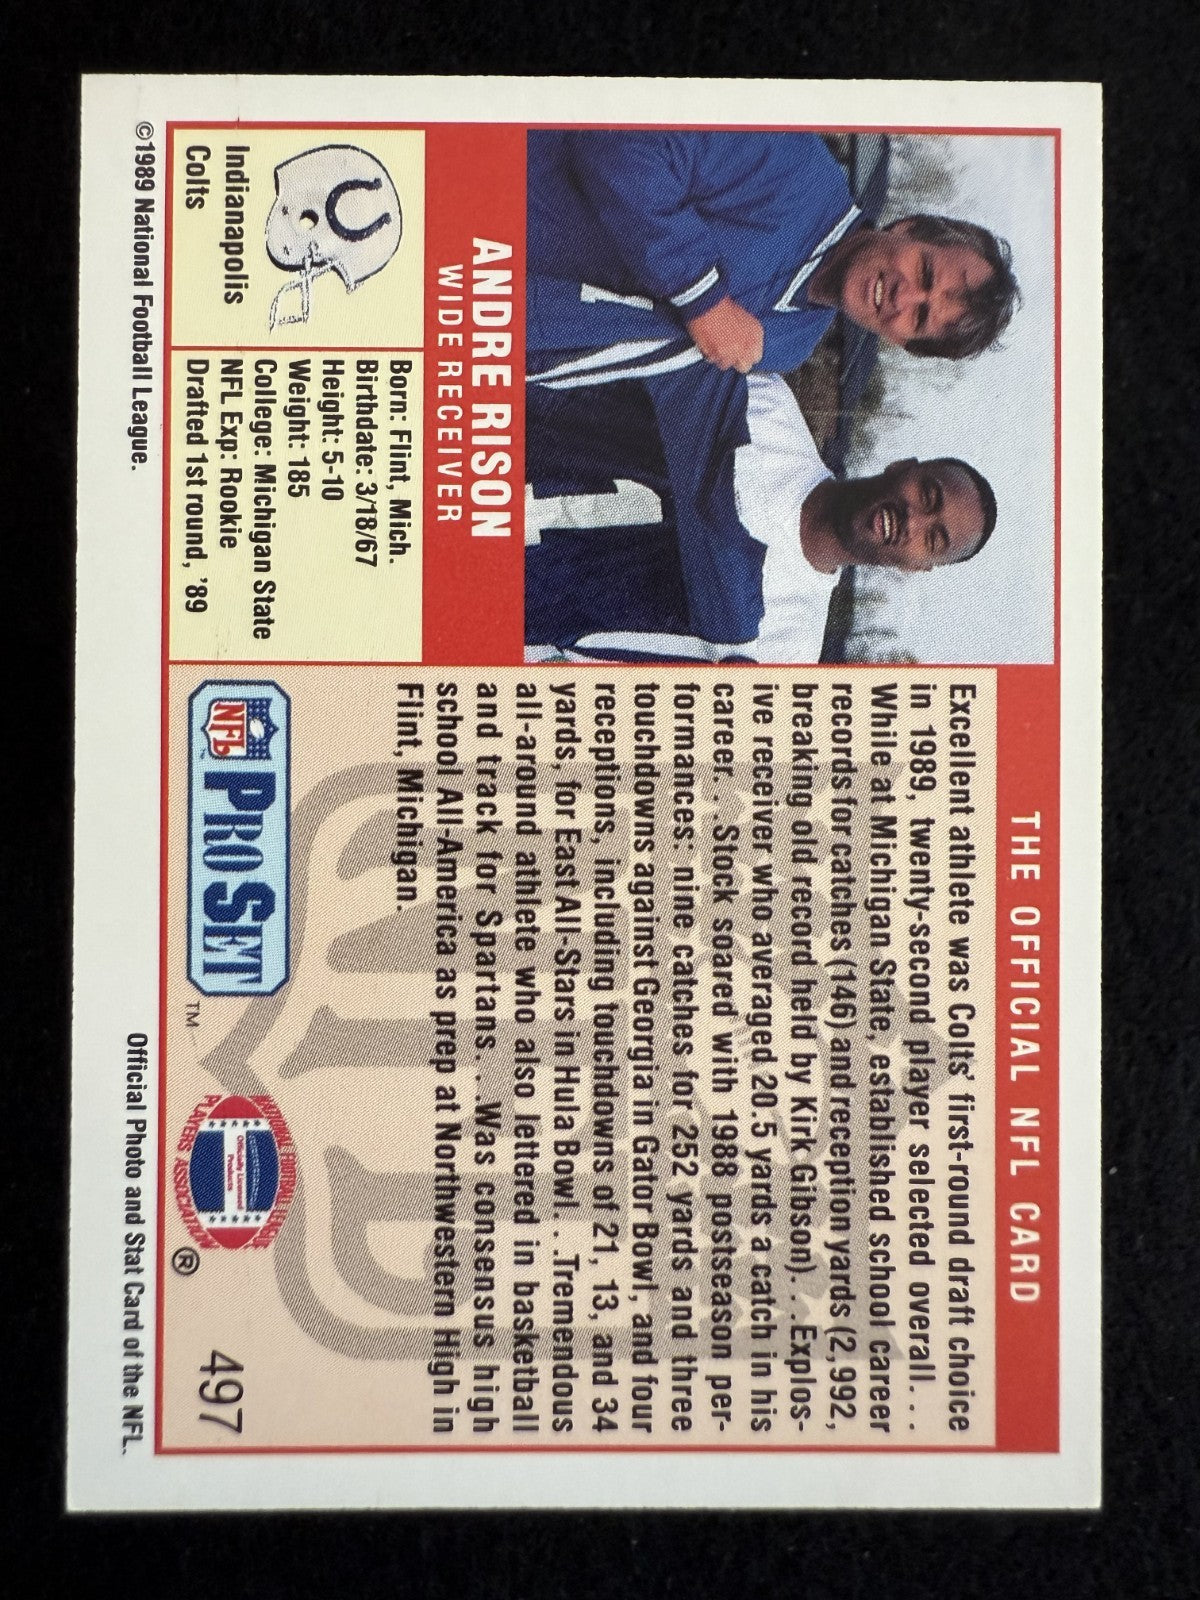 THE OFFICIAL NFL CARD
ANDRE RISON
WIDE RECEIVER
Indianapolis
Colts
Born: Flint, Mich.
Birthdate: 3/18/67
Height: 5-10
Weight: 185
College: Michigan State
NFL Exp: Rookie
Drafted 1st round, '89
Excellent athlete was Colts' first-round draft choice
in 1989, twenty-second player selected overall. . .
While at Michigan State, established school career
records for catches (146) and reception yards (2,992,
breaking old record held by Kirk Gibson). . .Explos-
ive receiver who averaged 20.5 yards a catch in his
career. . .Stock soared with 1988 postseason per-
formances: nine catches for 252 yards and three
touchdowns against Georgia in Gator Bowl, and four
receptions, including touchdowns of 21, 13, and 34
yards, for East All-Stars in Hula Bowl. . .Tremendous
all-around athlete who also lettered in basketball
and track for Spartans. . .Was consensus high
school All-America as prep at Northwestern High in
Flint, Michigan.
NFL PRO SET ™
NATIONAL FOOTBALL LEAGUE
Officially Licensed
Products
PLAYERS ASSOCIATION
®
497
©1989 National Football League.
Official Photo and Stat Card of the NFL.